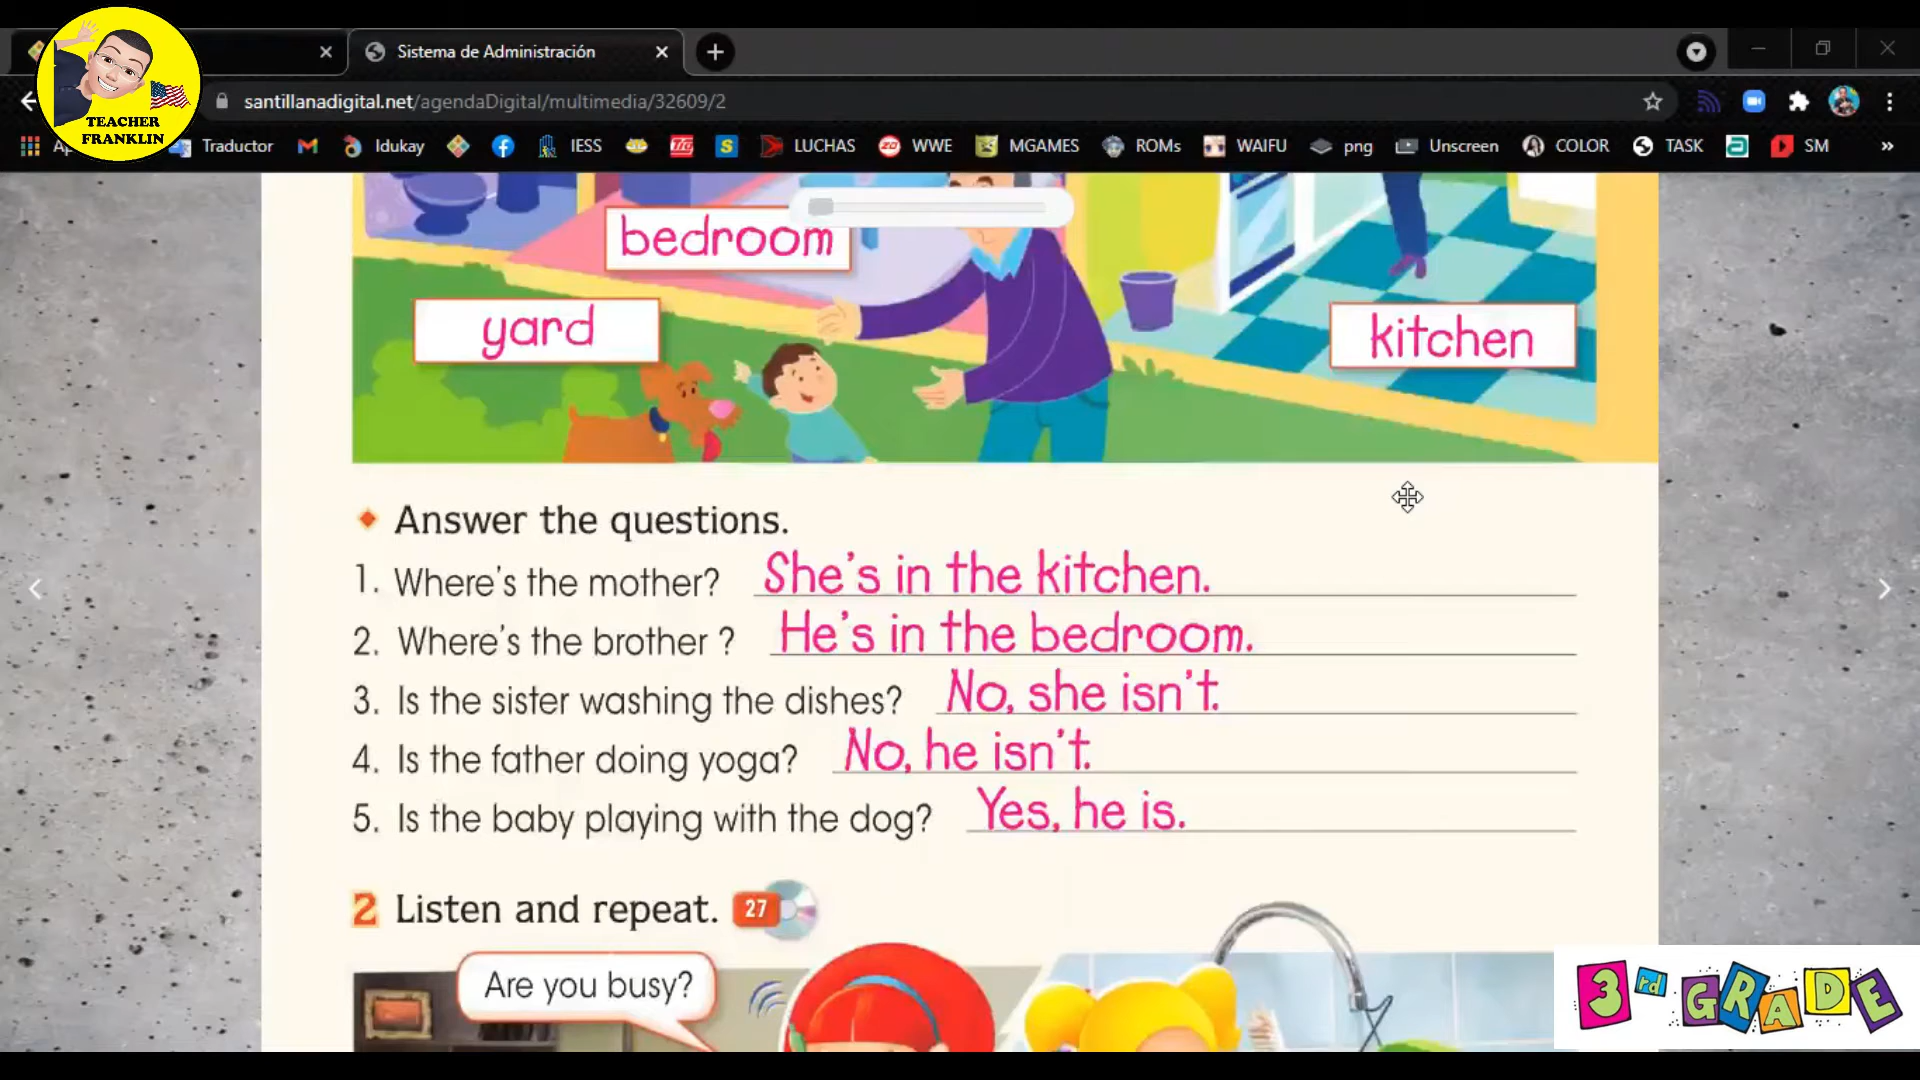 Sistema de Administración
santillanadigital.net/agendaDigital/multimedia/32609/2
Traductor
Idukay
IESS
LUCHAS
WWE
MGAMES
ROMs
WAIFU
png
Unscreen
COLOR
TASK
SM
TEACHER
FRANKLIN
bedroom
yard
kitchen
Answer the questions.
1. Where's the mother? She's in the kitchen.
2. Where's the brother ? He's in the bedroom.
3. Is the sister washing the dishes? No, she isn't.
4. Is the father doing yoga? No, he isn't.
5. Is the baby playing with the dog? Yes, he is.
2 Listen and repeat. 27
Are you busy?
3rd GRADE